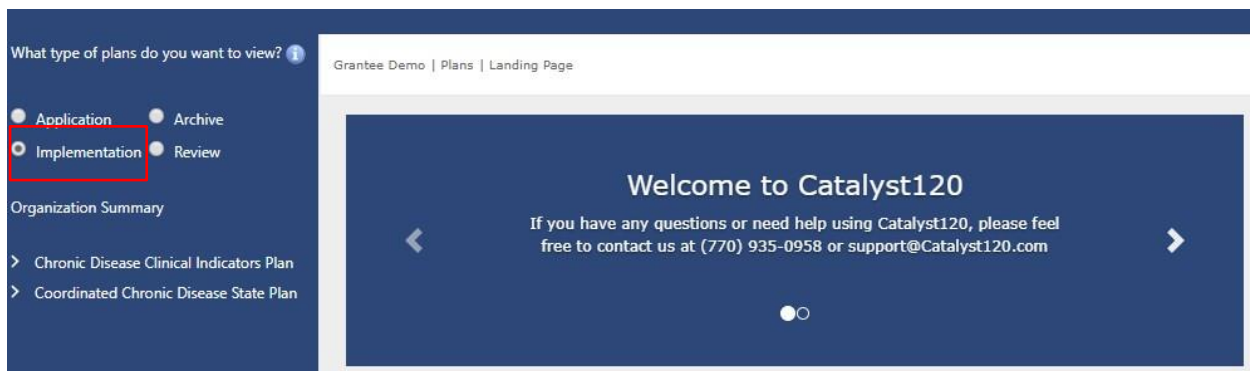 What type of plans do you want to view?
Grantee Demo | Plans | Landing Page
Application
Archive
Implementation
Review
Organization Summary
Chronic Disease Clinical Indicators Plan
Coordinated Chronic Disease State Plan
Welcome to Catalyst120
If you have any questions or need help using Catalyst120, please feel
free to contact us at (770) 935-0958 or support@Catalyst120.com